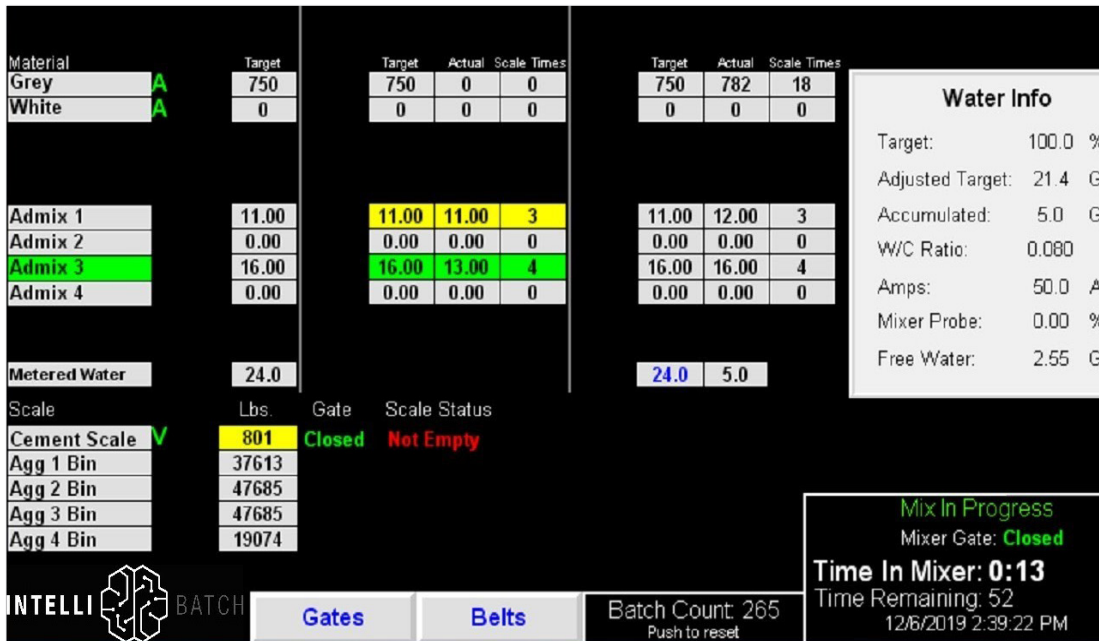 Material Target Target Actual Scale Times Target Actual Scale Times
Grey A 750 750 0 0 750 782 18
White A 0 0 0 0 0 0 0
Admix 1 11.00 11.00 11.00 3 11.00 12.00 3
Admix 2 0.00 0.00 0.00 0 0.00 0.00 0
Admix 3 16.00 16.00 13.00 4 16.00 16.00 4
Admix 4 0.00 0.00 0.00 0 0.00 0.00 0
Metered Water 24.0 24.0 5.0
Water Info
Target: 100.0 %
Adjusted Target: 21.4 G
Accumulated: 5.0 G
W/C Ratio: 0.080
Amps: 50.0 A
Mixer Probe: 0.00 %
Free Water: 2.55 G
Scale Lbs. Gate Scale Status
Cement Scale V 801 Closed Not Empty
Agg 1 Bin 37613
Agg 2 Bin 47685
Agg 3 Bin 47685
Agg 4 Bin 19074
INTELLI BATCH
Gates
Belts
Batch Count: 265
Push to reset
Mix In Progress
Mixer Gate: Closed
Time In Mixer: 0:13
Time Remaining: 52
12/6/2019 2:39:22 PM